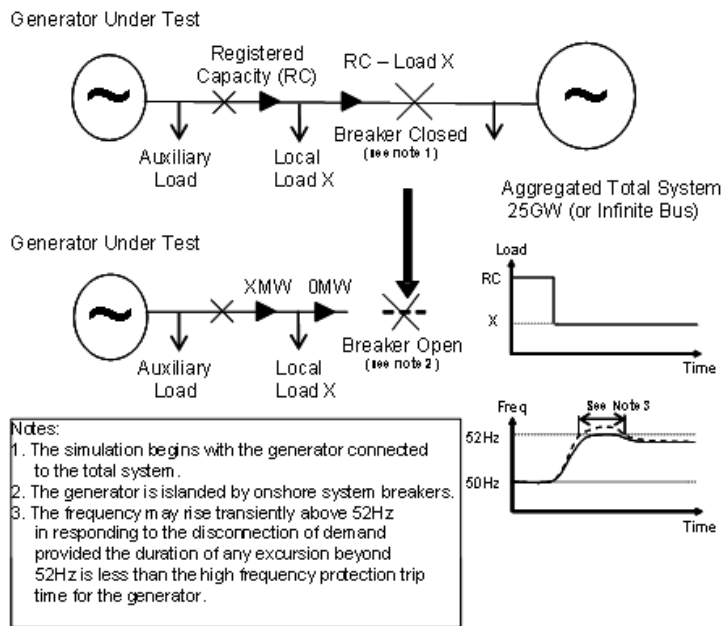 Generator Under Test
Registered
Capacity (RC)
RC – Load X
~
~
Auxiliary
Load
Local
Load X
Breaker Closed
(see note 1)
Aggregated Total System
25GW (or Infinite Bus)
Generator Under Test
XMW
0MW
~
Auxiliary
Load
Local
Load X
Breaker Open
(see note 2)
Load
RC
X
Time
Freq
See Note 3
52Hz
50Hz
Time
Notes:
1. The simulation begins with the generator connected
to the total system.
2. The generator is islanded by onshore system breakers.
3. The frequency may rise transiently above 52Hz
in responding to the disconnection of demand
provided the duration of any excursion beyond
52Hz is less than the high frequency protection trip
time for the generator.